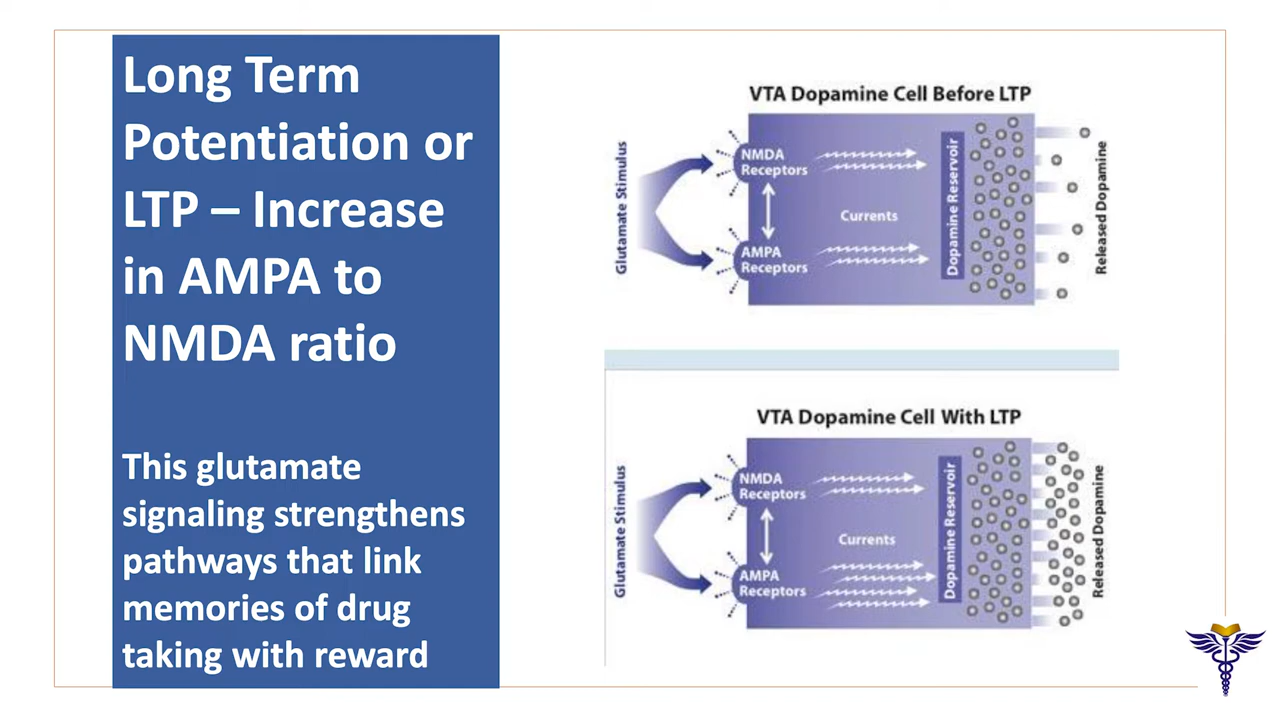 Long Term
Potentiation or
LTP – Increase
in AMPA to
NMDA ratio
This glutamate
signaling strengthens
pathways that link
memories of drug
taking with reward
VTA Dopamine Cell Before LTP
Glutamate Stimulus
NMDA
Receptors
AMPA
Receptors
Currents
Dopamine Reservoir
Released Dopamine
VTA Dopamine Cell With LTP
Glutamate Stimulus
NMDA
Receptors
AMPA
Receptors
Currents
Dopamine Reservoir
Released Dopamine